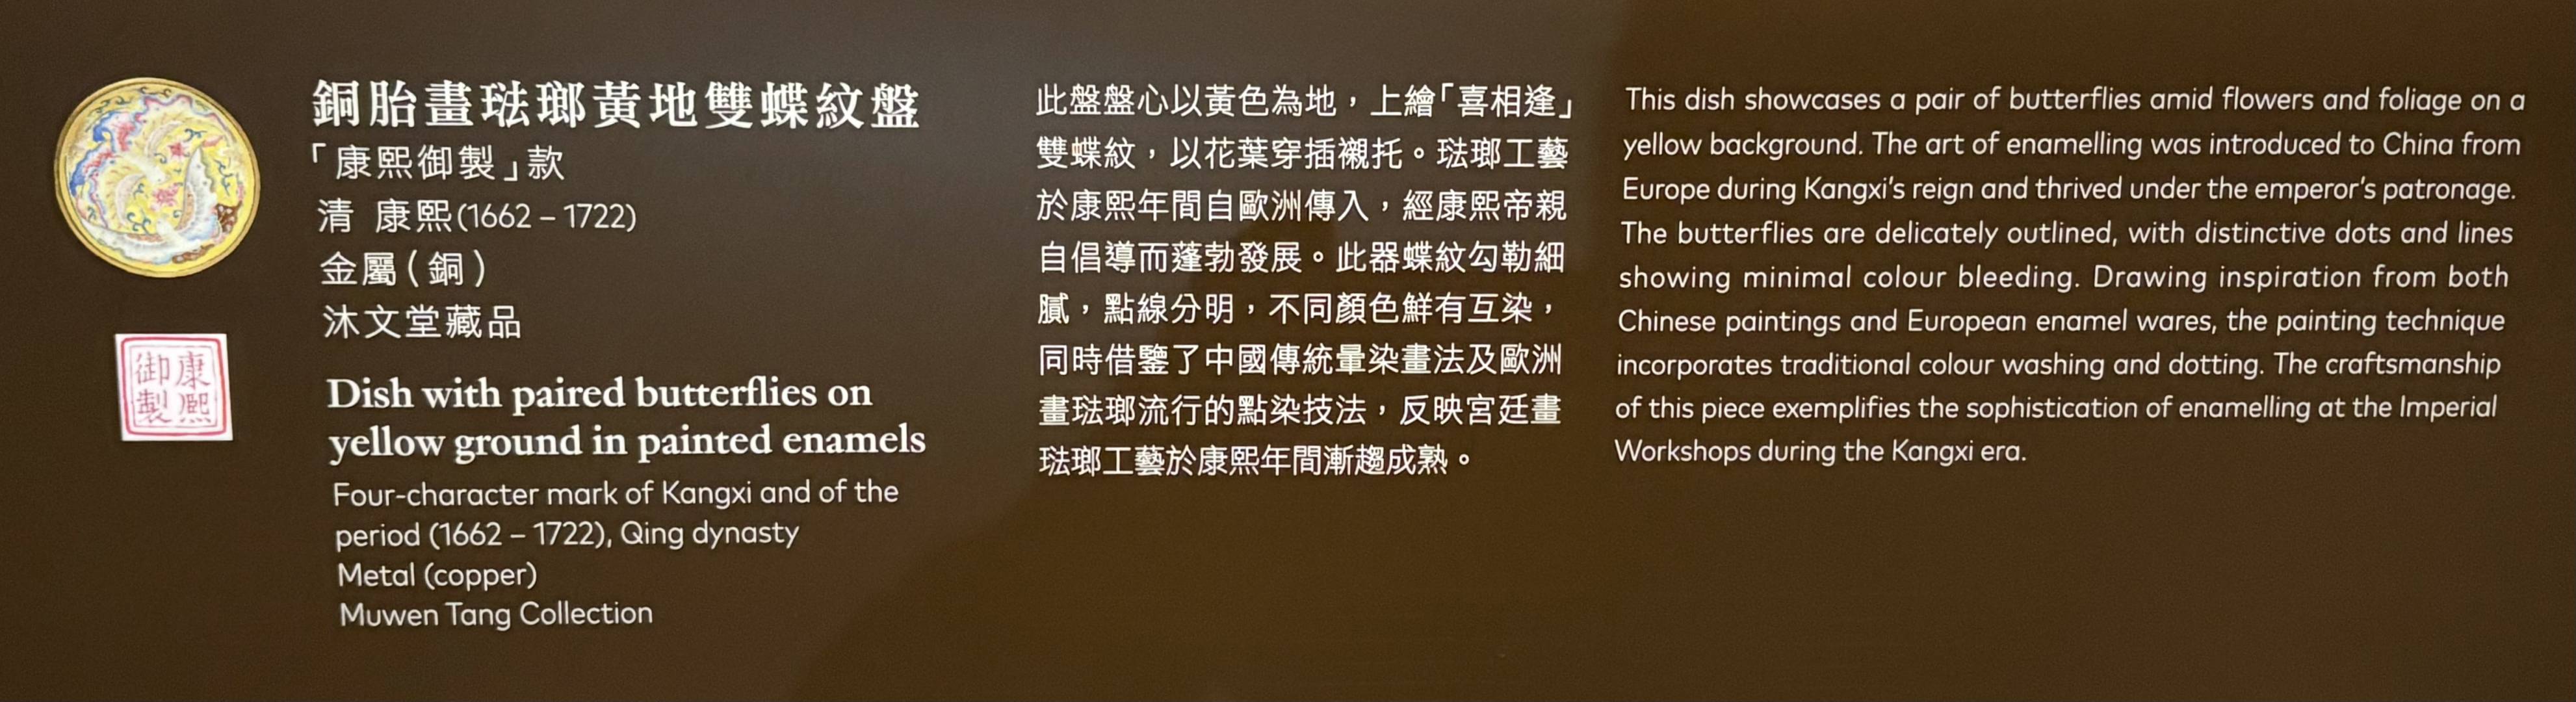 銅胎畫琺瑯黃地雙蝶紋盤
「康熙御製」款
清 康熙(1662 – 1722)
金屬(銅)
沐文堂藏品
Dish with paired butterflies on
yellow ground in painted enamels
Four-character mark of Kangxi and of the
period (1662 – 1722), Qing dynasty
Metal (copper)
Muwen Tang Collection
康熙
御製
此盤盤心以黃色為地，上繪「喜相逢」
雙蝶紋，以花葉穿插襯托。琺瑯工藝
於康熙年間自歐洲傳入，經康熙帝親
自倡導而蓬勃發展。此器蝶紋勾勒細
膩，點線分明，不同顏色鮮有互染，
同時借鑒了中國傳統暈染畫法及歐洲
畫琺瑯流行的點染技法，反映宮廷畫
琺瑯工藝於康熙年間漸趨成熟。
This dish showcases a pair of butterflies amid flowers and foliage on a
yellow background. The art of enamelling was introduced to China from
Europe during Kangxi's reign and thrived under the emperor's patronage.
The butterflies are delicately outlined, with distinctive dots and lines
showing minimal colour bleeding. Drawing inspiration from both
Chinese paintings and European enamel wares, the painting technique
incorporates traditional colour washing and dotting. The craftsmanship
of this piece exemplifies the sophistication of enamelling at the Imperial
Workshops during the Kangxi era.